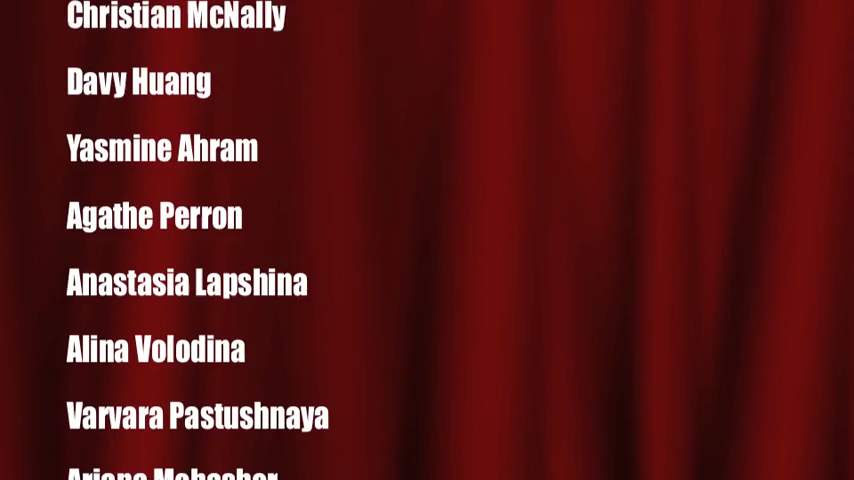 Christian McNally
Davy Huang
Yasmine Ahram
Agathe Perron
Anastasia Lapshina
Alina Volodina
Varvara Pastushnaya